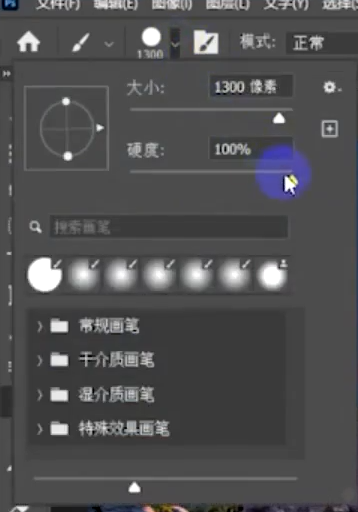 Ps 文件(F) 编辑(E) 图像(I) 图层(L) 文字(Y) 选择(S
1300 模式: 正常
大小: 1300 像素
硬度: 100%
搜索画笔
常规画笔
干介质画笔
湿介质画笔
特殊效果画笔